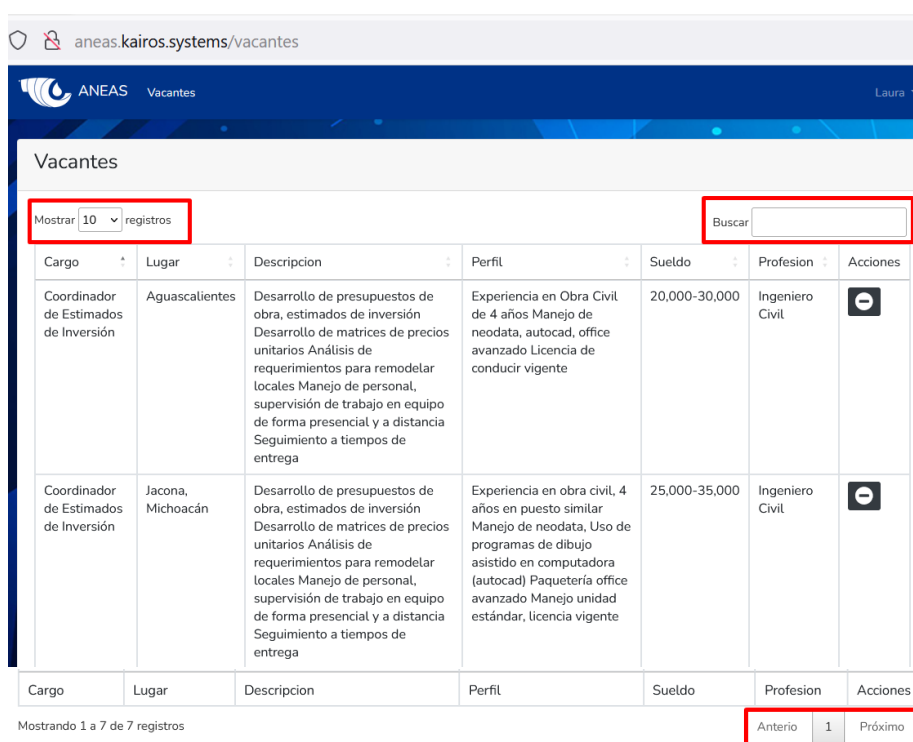 aneas.kairos.systems/vacantes
ANEAS Vacantes Laura
Vacantes
Mostrar 10 registros Buscar
Cargo Lugar Descripcion Perfil Sueldo Profesion Acciones
Coordinador Aguascalientes Desarrollo de presupuestos de Experiencia en Obra Civil 20,000-30,000 Ingeniero
de Estimados obra, estimados de inversión de 4 años Manejo de Civil
de Inversión Desarrollo de matrices de precios neodata, autocad, office
unitarios Análisis de avanzado Licencia de
requerimientos para remodelar conducir vigente
locales Manejo de personal,
supervisión de trabajo en equipo
de forma presencial y a distancia
Seguimiento a tiempos de
entrega
Coordinador Jacona, Desarrollo de presupuestos de Experiencia en obra civil, 4 25,000-35,000 Ingeniero
de Estimados Michoacán obra, estimados de inversión años en puesto similar Civil
de Inversión Desarrollo de matrices de precios Manejo de neodata, Uso de
unitarios Análisis de programas de dibujo
requerimientos para remodelar asistido en computadora
locales Manejo de personal, (autocad) Paquetería office
supervisión de trabajo en equipo avanzado Manejo unidad
de forma presencial y a distancia estándar, licencia vigente
Seguimiento a tiempos de
entrega
Cargo Lugar Descripcion Perfil Sueldo Profesion Acciones
Mostrando 1 a 7 de 7 registros Anterio 1 Próximo